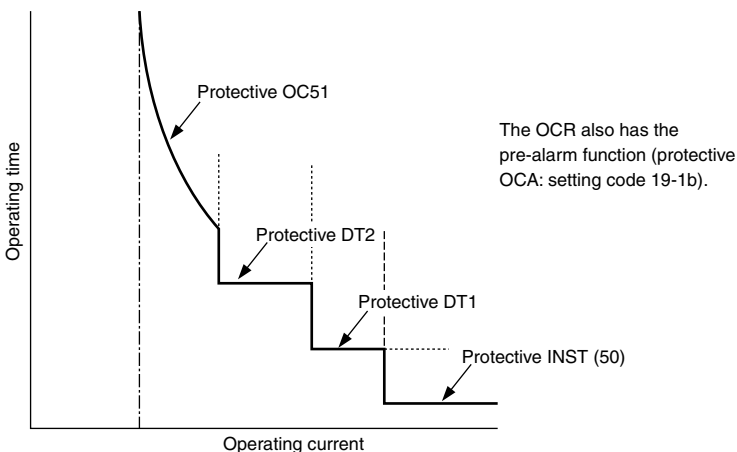 Protective OC51
The OCR also has the
pre-alarm function (protective
OCA: setting code 19-1b).
Operating time
Protective DT2
Protective DT1
Protective INST (50)
Operating current